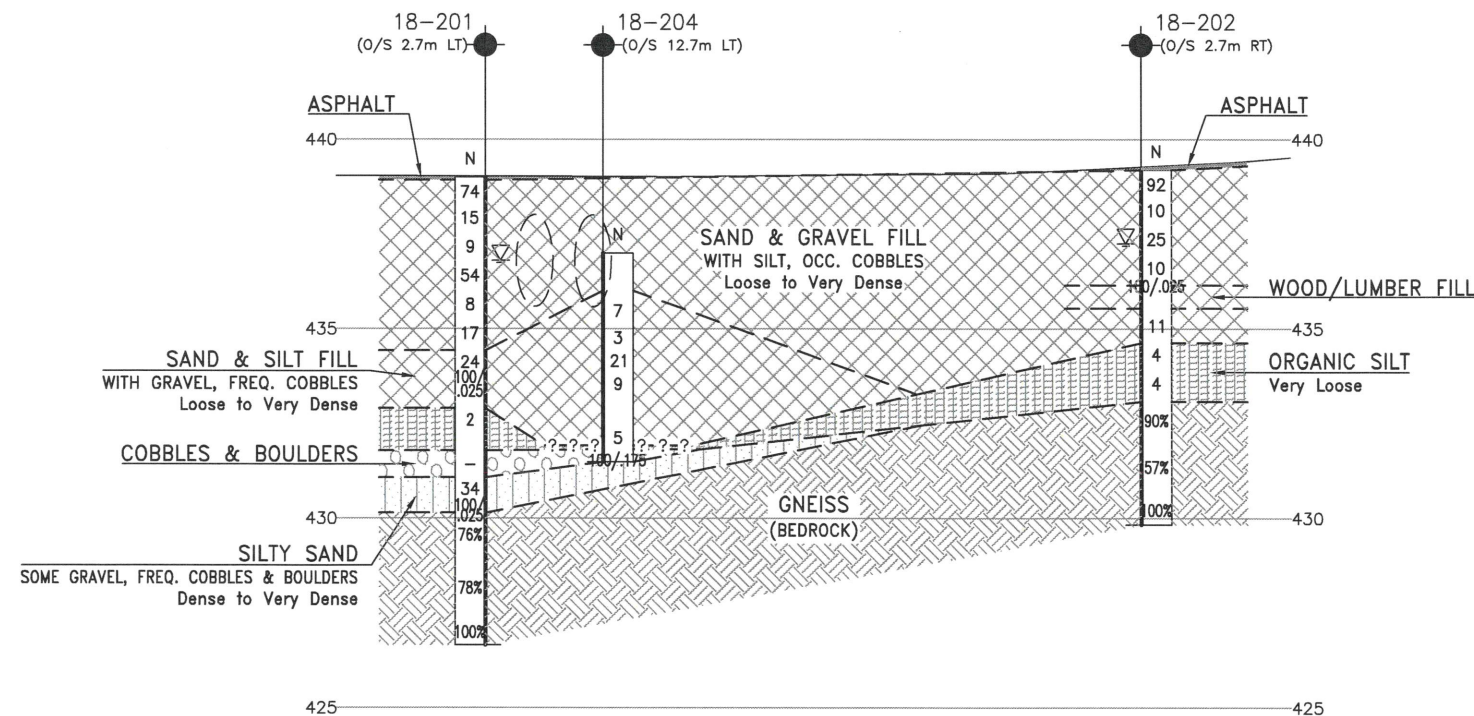 18-201
(O/S 2.7m LT)
18-204
(O/S 12.7m LT)
18-202
(O/S 2.7m RT)
ASPHALT
ASPHALT
440
440
N
74
15
9
54
8
17
24
100/
.025
2
–
34
100/
.025
76%
78%
100%
N
7
3
21
9
5
100/.175
N
92
10
25
10
100/.025
11
4
4
90%
57%
100%
SAND & GRAVEL FILL
WITH SILT, OCC. COBBLES
Loose to Very Dense
WOOD/LUMBER FILL
435
435
SAND & SILT FILL
WITH GRAVEL, FREQ. COBBLES
Loose to Very Dense
ORGANIC SILT
Very Loose
-?=-?=-?
-?-?=-?
COBBLES & BOULDERS
GNEISS
(BEDROCK)
430
430
SILTY SAND
SOME GRAVEL, FREQ. COBBLES & BOULDERS
Dense to Very Dense
425
425